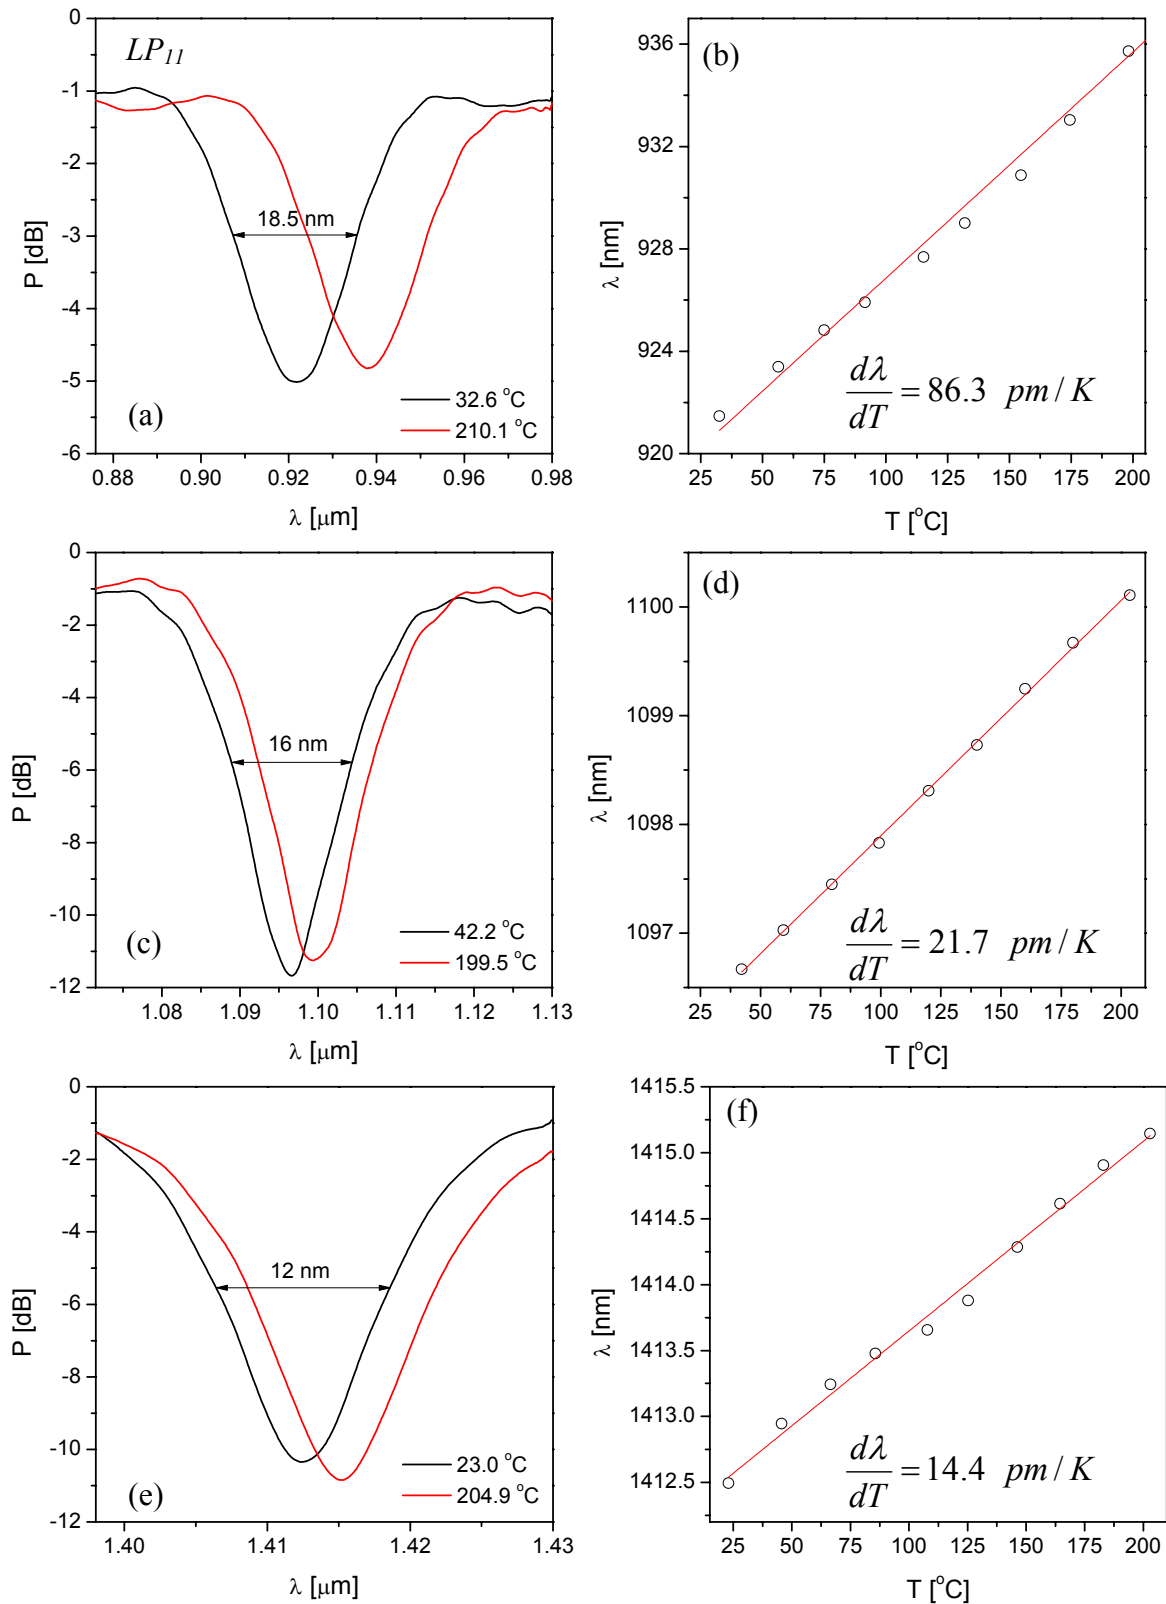 LP11
0
-1
-2
-3
-4
-5
-6
P [dB]
18.5 nm
(a)
32.6 °C
210.1 °C
0.88 0.90 0.92 0.94 0.96 0.98
λ [μm]
(b)
936
932
928
924
920
λ [nm]
dλ/dT = 86.3 pm/K
25 50 75 100 125 150 175 200
T [°C]
0
-2
-4
-6
-8
-10
-12
P [dB]
16 nm
(c)
42.2 °C
199.5 °C
1.08 1.09 1.10 1.11 1.12 1.13
λ [μm]
(d)
1100
1099
1098
1097
λ [nm]
dλ/dT = 21.7 pm/K
25 50 75 100 125 150 175 200
T [°C]
0
-2
-4
-6
-8
-10
-12
P [dB]
12 nm
(e)
23.0 °C
204.9 °C
1.40 1.41 1.42 1.43
λ [μm]
(f)
1415.5
1415.0
1414.5
1414.0
1413.5
1413.0
1412.5
λ [nm]
dλ/dT = 14.4 pm/K
25 50 75 100 125 150 175 200
T [°C]